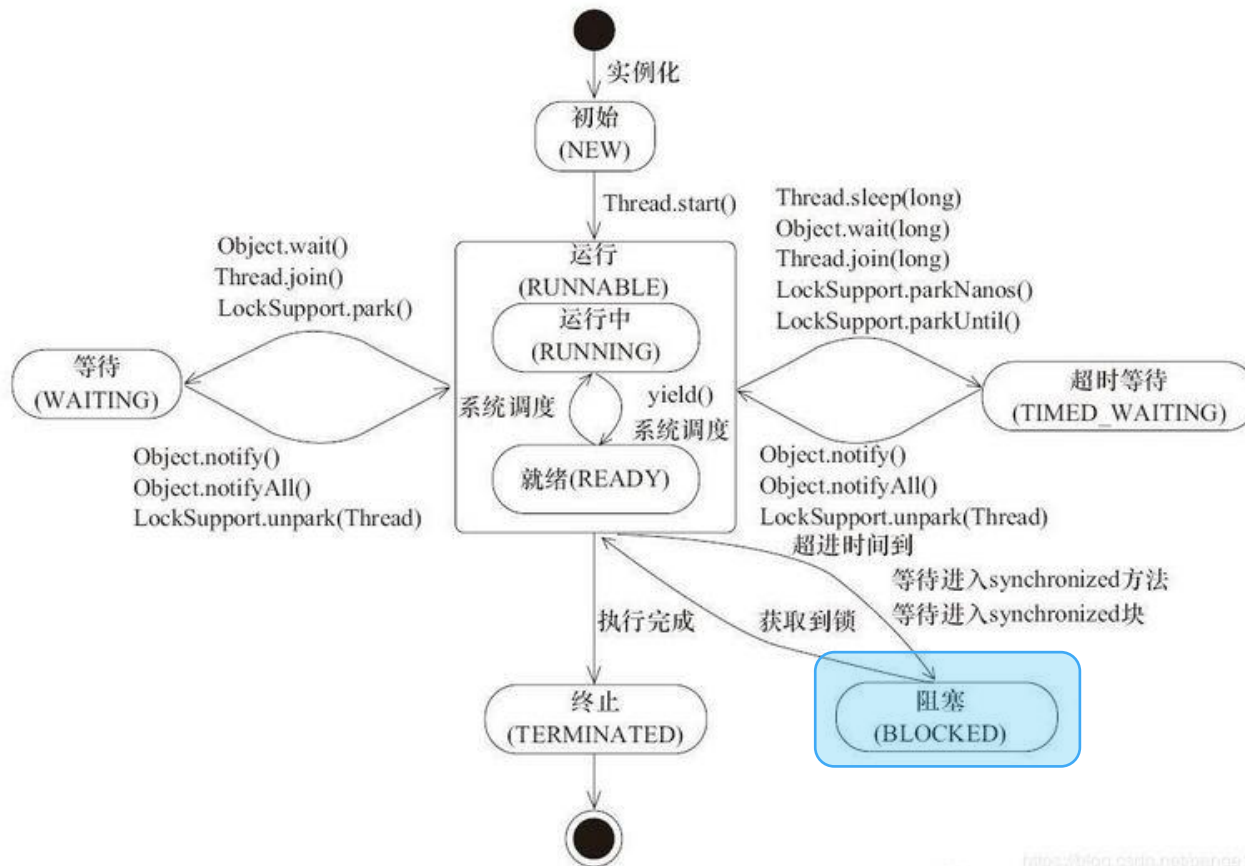 实例化
初始
(NEW)
Thread.start()
Thread.sleep(long)
Object.wait(long)
Thread.join(long)
LockSupport.parkNanos()
LockSupport.parkUntil()
Object.wait()
Thread.join()
LockSupport.park()
运行
(RUNNABLE)
运行中
(RUNNING)
等待
(WAITING)
超时等待
(TIMED_WAITING)
系统调度
yield()
系统调度
就绪(READY)
Object.notify()
Object.notifyAll()
LockSupport.unpark(Thread)
Object.notify()
Object.notifyAll()
LockSupport.unpark(Thread)
超进时间到
等待进入synchronized方法
等待进入synchronized块
执行完成
获取到锁
终止
(TERMINATED)
阻塞
(BLOCKED)